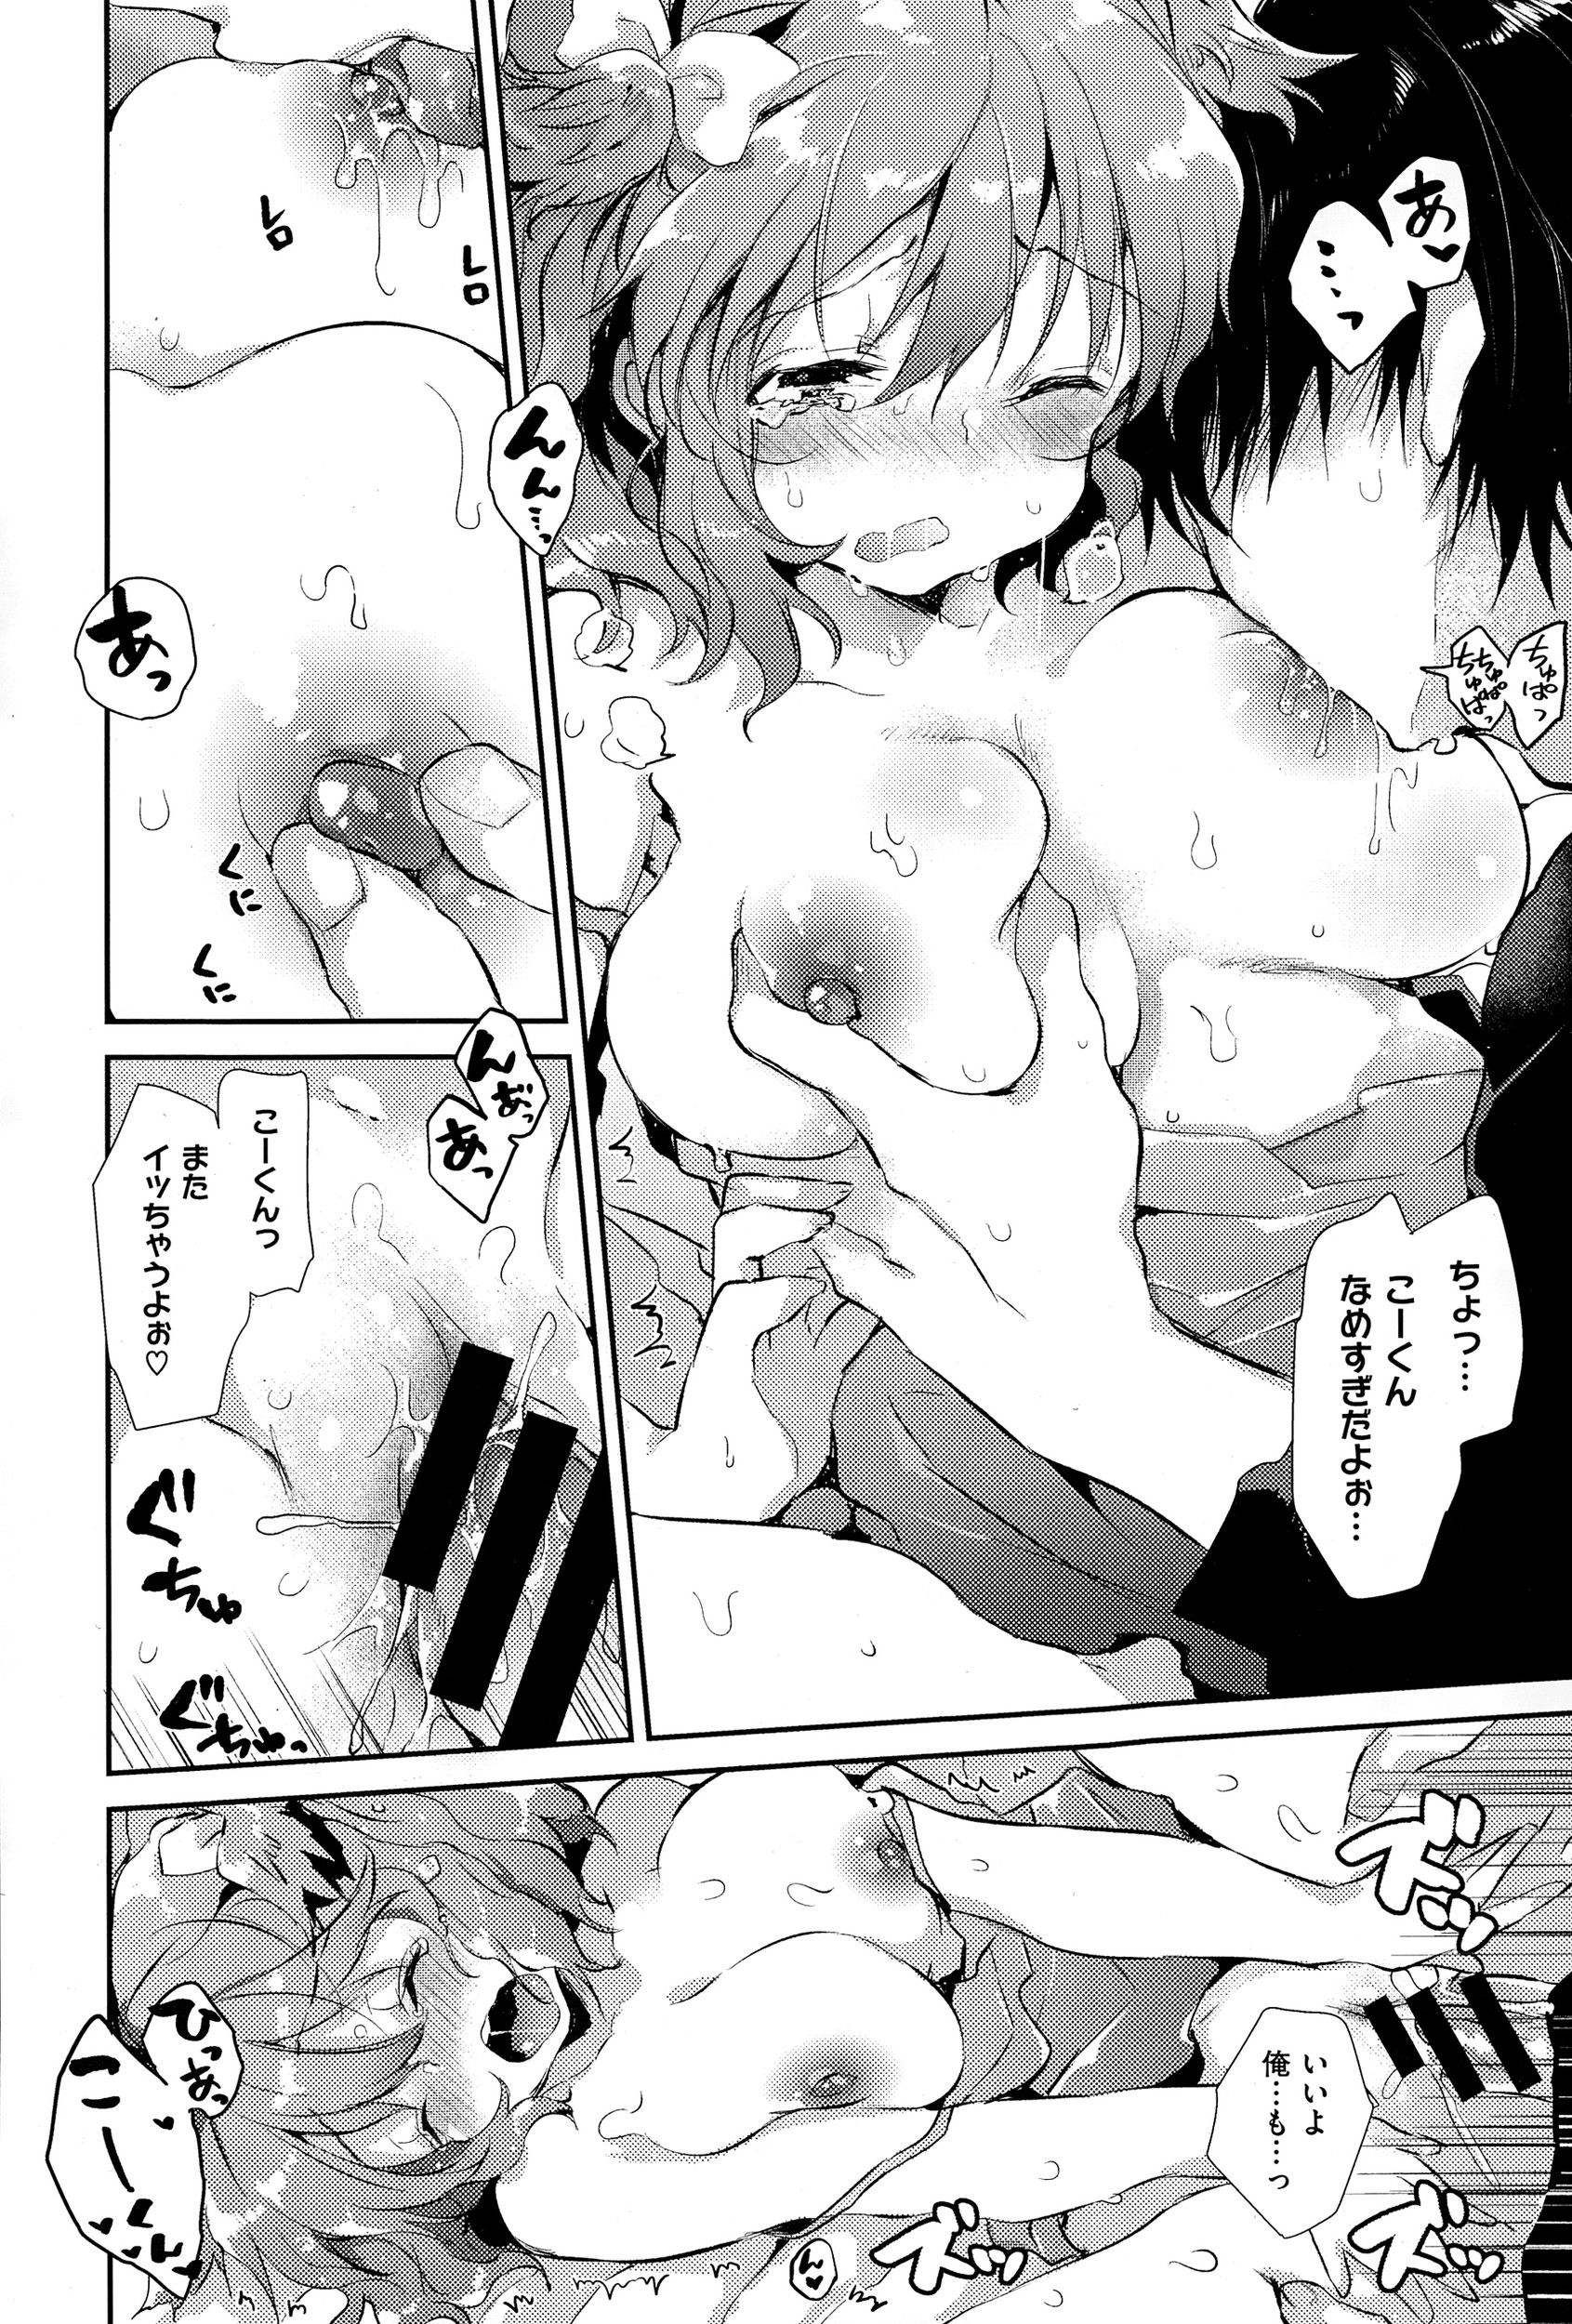 あ♥
…っ
ちゅぱっ
ちゅぱ
ちゅぱっ
ちょっ…
こーくん
なめすぎだよぉ…
レロ
レロ
んん…っ
あっ
くに
くに
んあっ
あっ
こーくんっ
また
イッちゃうよぉ♡
ぐちゅ
ぐちゅっ
ズッ
いいよ
俺…も…っ
ズッ
ズッ
ん♥
ひっあっ
こーくん♥